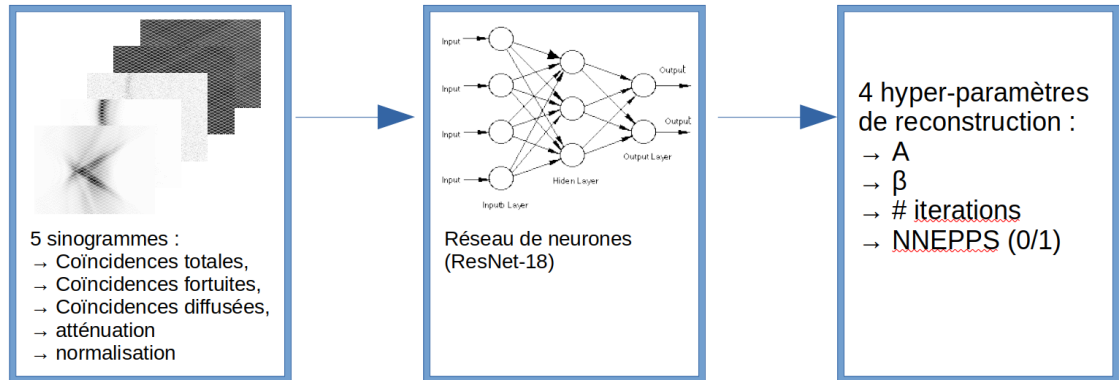 5 sinogrammes :
→ Coïncidences totales,
→ Coïncidences fortuites,
→ Coïncidences diffusées,
→ atténuation
→ normalisation
Input
Input
Input
Input
Output
Output
Output Layer
Hiden Layer
Inputb Layer
Réseau de neurones
(ResNet-18)
4 hyper-paramètres
de reconstruction :
→ A
→ β
→ # iterations
→ NNEPPS (0/1)